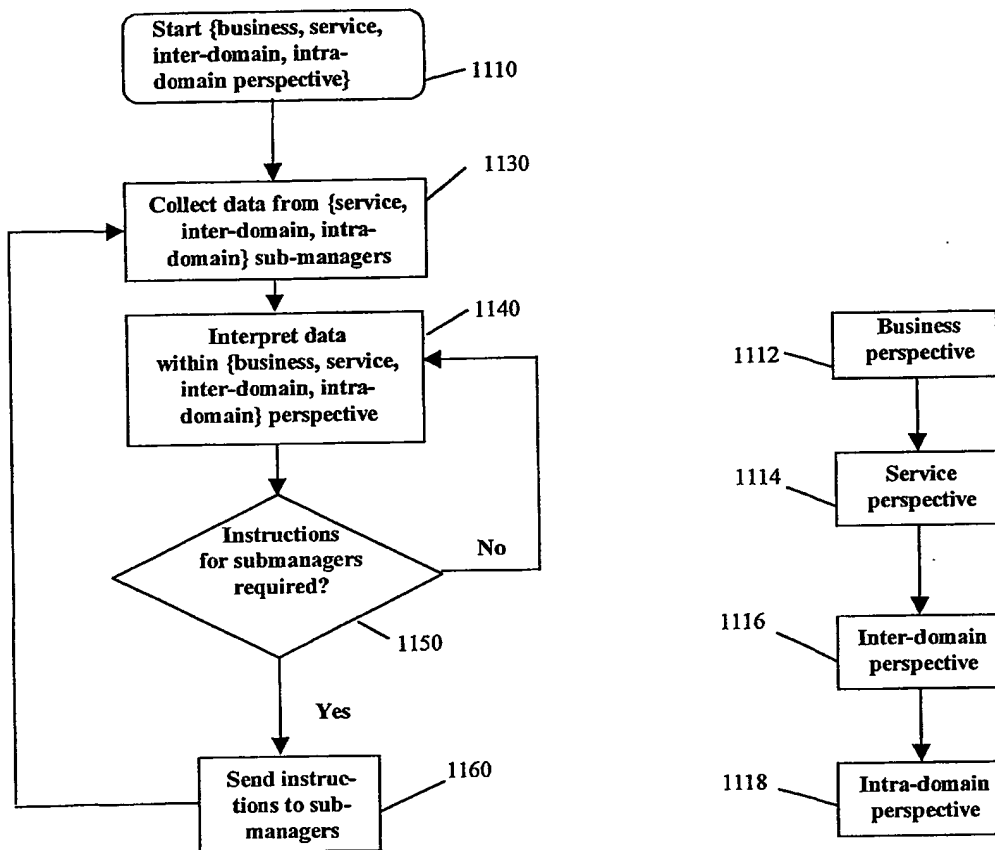 Start {business, service,
inter-domain, intra-
domain perspective}
1110
1130
Collect data from {service,
inter-domain, intra-
domain} sub-managers
1140
Interpret data
within {business, service,
inter-domain, intra-
domain} perspective
Instructions
for submanagers
required?
No
1150
Yes
Send instruc-
tions to sub-
managers
1160
Business
perspective
1112
Service
perspective
1114
Inter-domain
perspective
1116
Intra-domain
perspective
1118